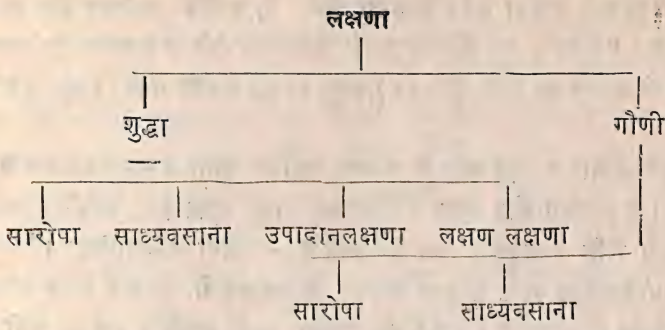 लक्षणा
शुद्धा गौणी
सारोपा साध्यवसाना उपादानलक्षणा लक्षण लक्षणा
सारोपा साध्यवसाना